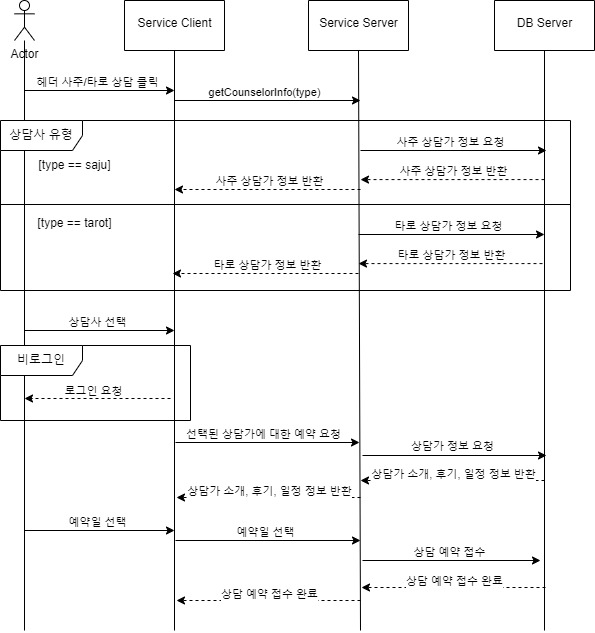 Service Client
Service Server
DB Server
Actor
헤더 사주/타로 상담 클릭
getCounselorInfo(type)
상담사 유형
사주 상담가 정보 요청
[type == saju]
사주 상담가 정보 반환
사주 상담가 정보 반환
[type == tarot]
타로 상담가 정보 요청
타로 상담가 정보 반환
타로 상담가 정보 반환
상담사 선택
비로그인
로그인 요청
선택된 상담가에 대한 예약 요청
상담가 정보 요청
상담가 소개, 후기, 일정 정보 반환
상담가 소개, 후기, 일정 정보 반환
예약일 선택
예약일 선택
상담 예약 접수
상담 예약 접수 완료
상담 예약 접수 완료